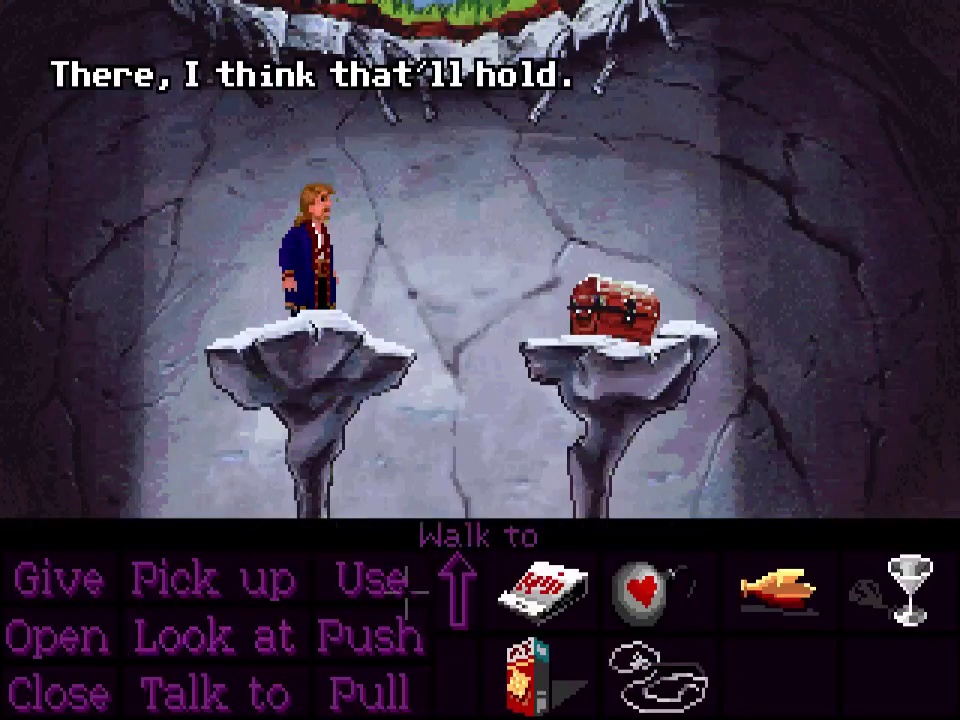 There, I think that'll hold.
Walk to
Give Pick up Use
Open Look at Push
Close Talk to Pull